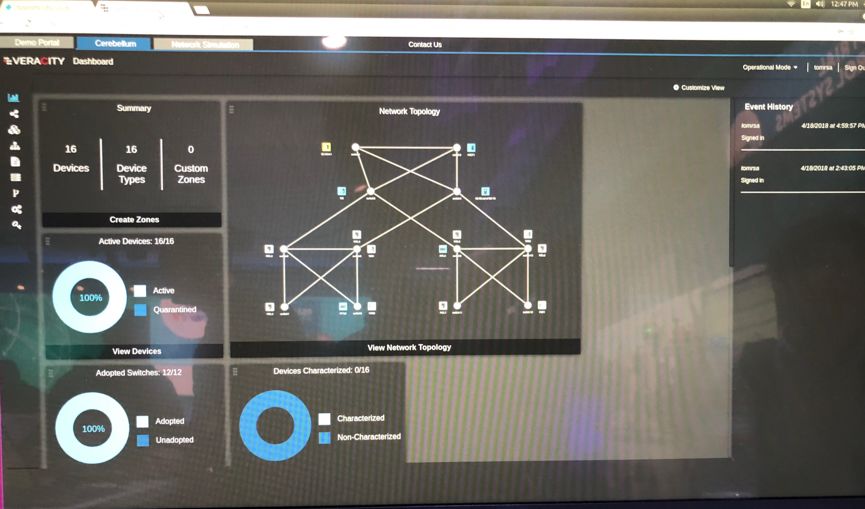 12:47 PM
Demo Portal Cerebellum Network Simulation Contact Us
VERACITY Dashboard Operational Mode tomrsa Sign
Customize View
Summary
16 Devices
16 Device Types
0 Custom Zones
Create Zones
Network Topology
View Network Topology
Event History
tomrsa 4/18/2018 at 4:59:57 PM
Signed in
tomrsa 4/18/2018 at 2:43:05 PM
Signed in
Active Devices: 16/16
100%
Active
Quarantined
View Devices
Adopted Switches: 12/12
100%
Adopted
Unadopted
Devices Characterized: 0/16
Characterized
Non-Characterized
SYSTEMS